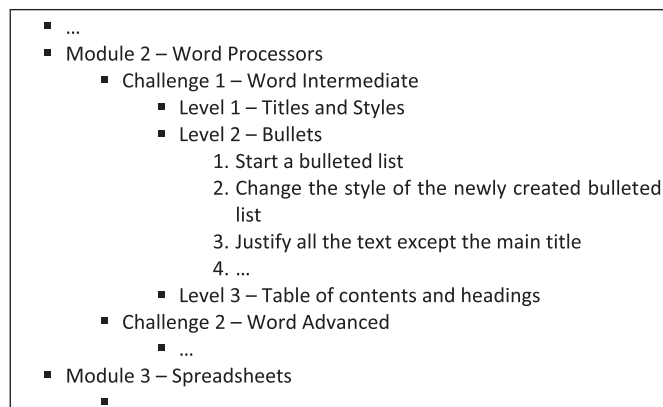 ▪ …
▪ Module 2 – Word Processors
▪ Challenge 1 – Word Intermediate
▪ Level 1 – Titles and Styles
▪ Level 2 – Bullets
1. Start a bulleted list
2. Change the style of the newly created bulleted
list
3. Justify all the text except the main title
4. …
▪ Level 3 – Table of contents and headings
▪ Challenge 2 – Word Advanced
▪ …
▪ Module 3 – Spreadsheets
▪